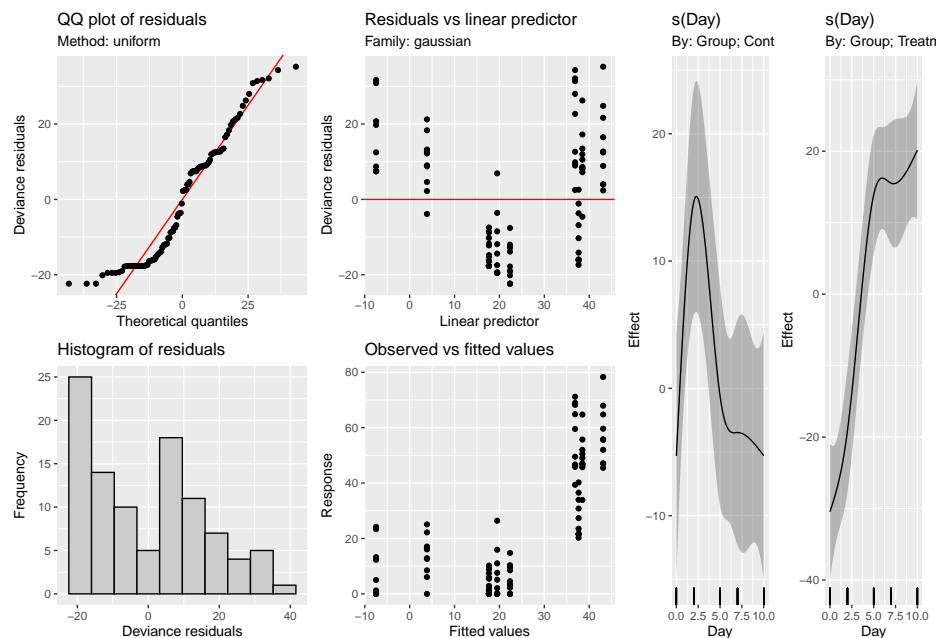 QQ plot of residuals
Method: uniform
20
0
−20
−25
0
25
Theoretical quantiles
Deviance residuals
Residuals vs linear predictor
Family: gaussian
20
0
−20
−10
0
10
20
30
40
Linear predictor
Deviance residuals
s(Day)
By: Group; Cont
20
10
0
−10
0.0
2.5
5.0
7.5
10.0
Day
Effect
s(Day)
By: Group; Treatm
20
0
−20
−40
0.0
2.5
5.0
7.5
10.0
Day
Effect
Histogram of residuals
25
20
15
10
5
0
−20
0
20
40
Deviance residuals
Frequency
Observed vs fitted values
80
60
40
20
0
−10
0
10
20
30
40
Fitted values
Response